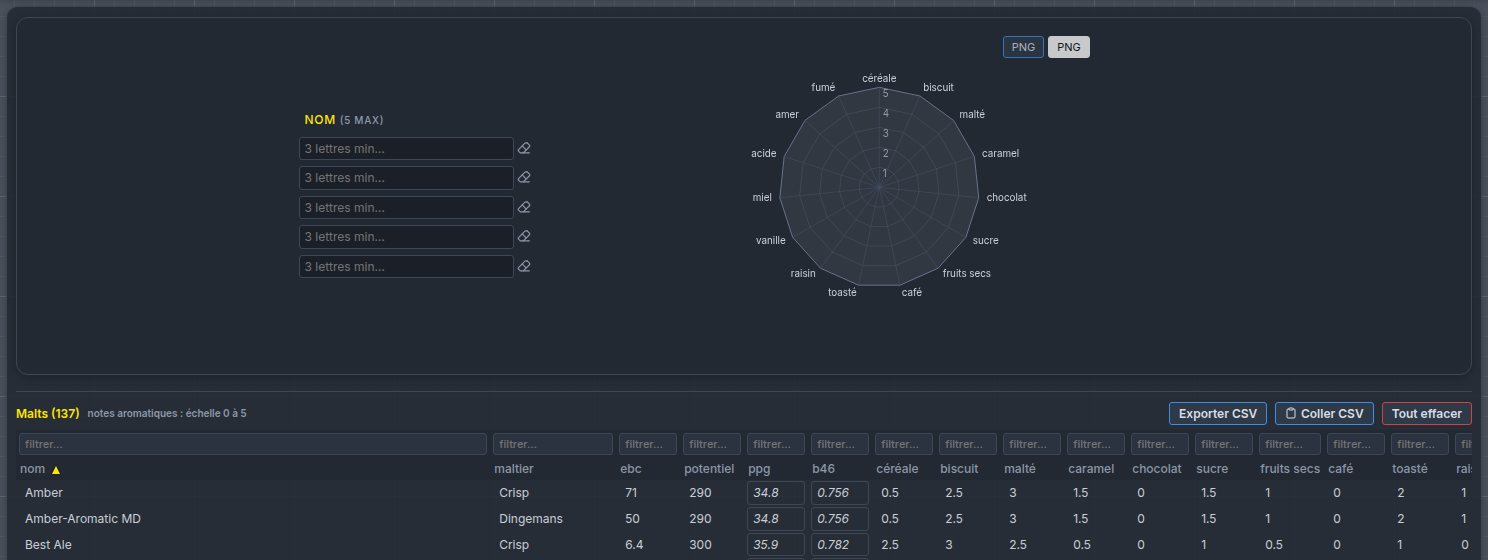 PNG PNG
céréale
fumé biscuit
5
amer 4 malté
NOM (5 MAX)
3
3 lettres min...
acide 2 caramel
3 lettres min...
1
miel chocolat
3 lettres min...
3 lettres min...
vanille sucre
3 lettres min...
raisin fruits secs
toasté café
Malts (137) notes aromatiques : échelle 0 à 5 Exporter CSV Coller CSV Tout effacer
filtrer... filtrer... filtrer... filtrer... filtrer... filtrer... filtrer... filtrer... filtrer... filtrer... filtrer... filtrer... filtrer... filtrer... filtrer... filt
nom ▲ maltier ebc potentiel ppg b46 céréale biscuit malté caramel chocolat sucre fruits secs café toasté rais
Amber Crisp 71 290 34.8 0.756 0.5 2.5 3 1.5 0 1.5 1 0 2 1
Amber-Aromatic MD Dingemans 50 290 34.8 0.756 0.5 2.5 3 1.5 0 1.5 1 0 2 1
Best Ale Crisp 6.4 300 35.9 0.782 2.5 3 2.5 0.5 0 1 0.5 0 1 0